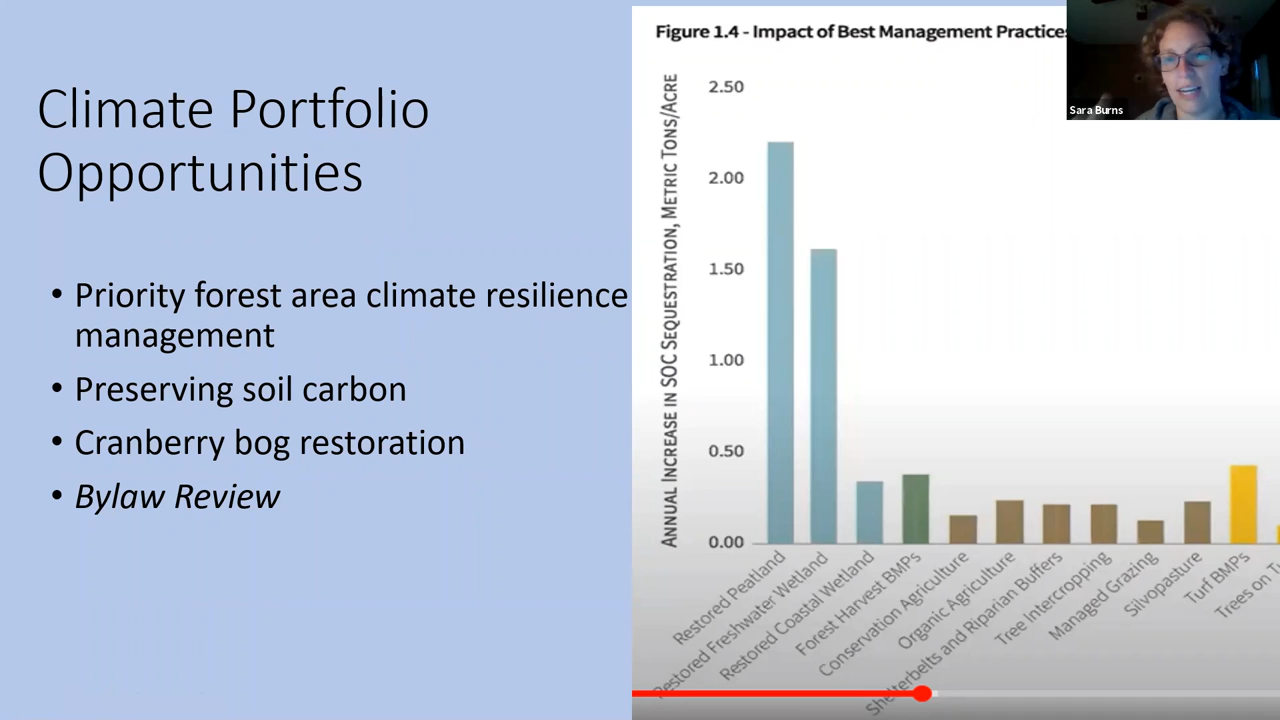 Climate Portfolio
Opportunities
• Priority forest area climate resilience
management
• Preserving soil carbon
• Cranberry bog restoration
• Bylaw Review
Figure 1.4 - Impact of Best Management Practices
Sara Burns
ANNUAL INCREASE IN SOC SEQUESTRATION, METRIC TONS/ACRE
2.50
2.00
1.50
1.00
0.50
0.00
Restored Peatland
Restored Freshwater Wetland
Restored Coastal Wetland
Forest Harvest BMPs
Conservation Agriculture
Organic Agriculture
Shelterbelts and Riparian Buffers
Tree Intercropping
Managed Grazing
Silvopasture
Turf BMPs
Trees on